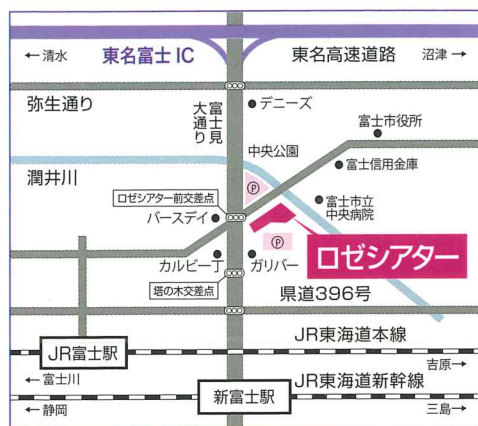 ←清水
東名富士IC
東名高速道路
沼津→
弥生通り
富士見
大通り
デニーズ
富士市役所
中央公園
富士信用金庫
潤井川
Ⓟ
富士市立
中央病院
ロゼシアター前交差点
バースデイ
Ⓟ
ロゼシアター
カルビー丁
ガリバー
塔の木交差点
県道396号
JR東海道本線
JR富士駅
吉原→
←富士川
JR東海道新幹線
新富士駅
←静岡
三島→